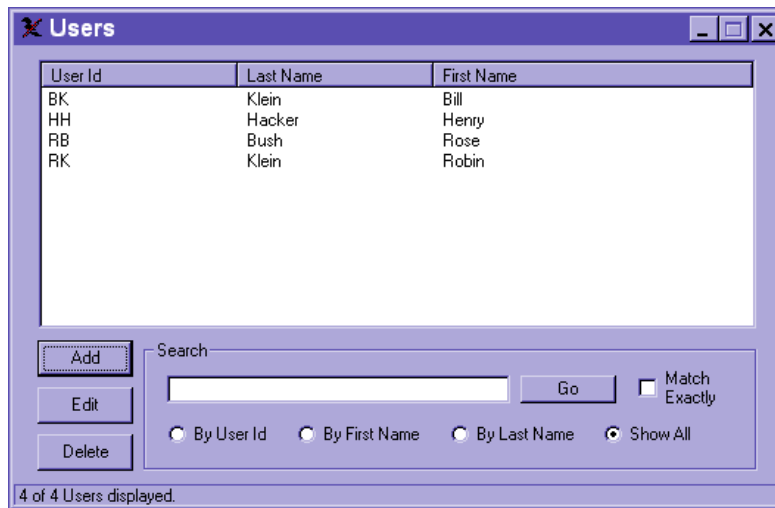 Users
User Id Last Name First Name
BK Klein Bill
HH Hacker Henry
RB Bush Rose
RK Klein Robin
Add
Search
Go
Match
Exactly
Edit
By User Id By First Name By Last Name Show All
Delete
4 of 4 Users displayed.